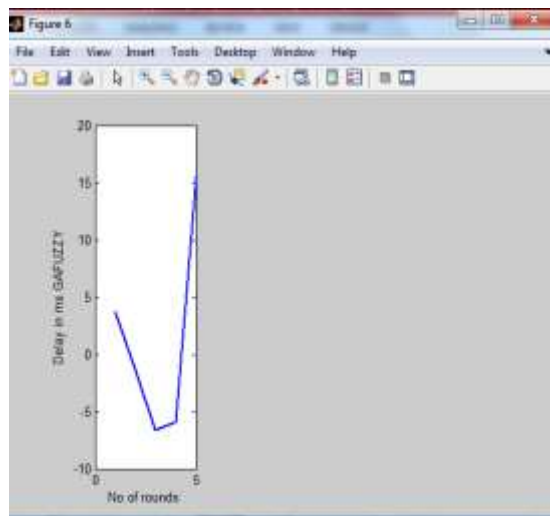 Figure 6
File Edit View Insert Tools Desktop Window Help
20
15
10
5
0
-5
-10
Delay in ms GAFUZZY
0 5
No of rounds